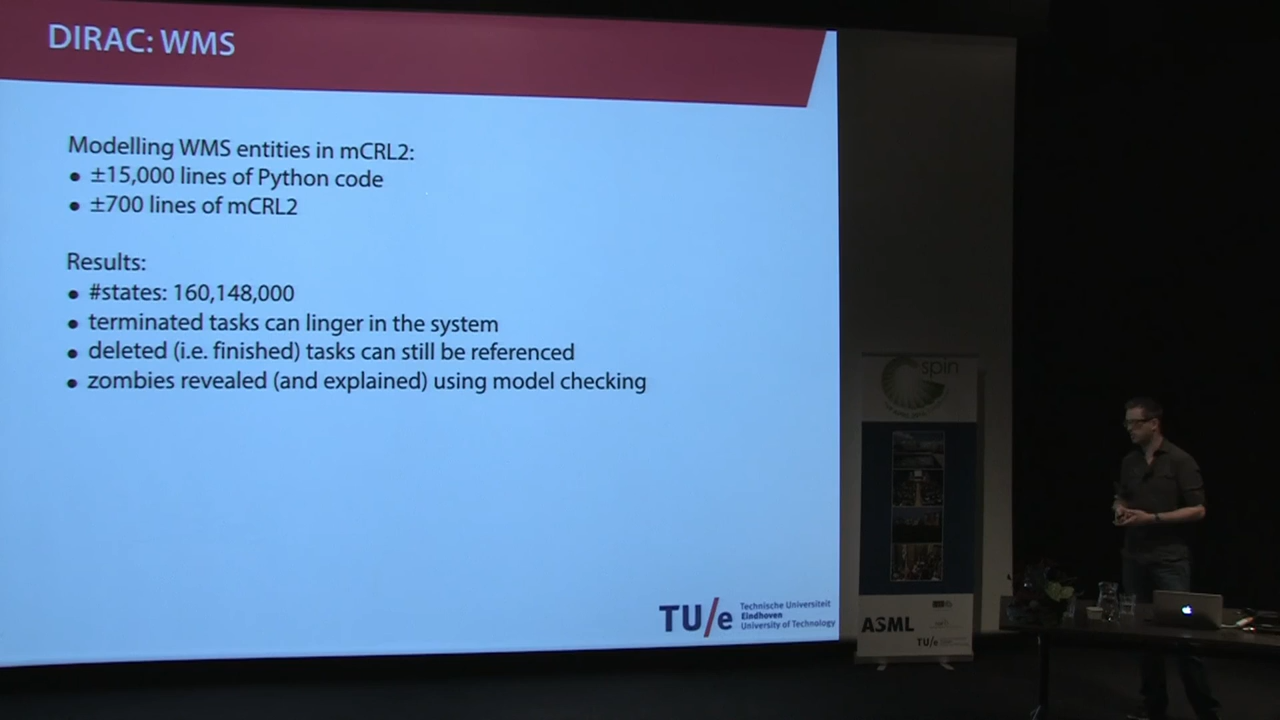 DIRAC: WMS
Modelling WMS entities in mCRL2:
• ±15,000 lines of Python code
• ±700 lines of mCRL2
Results:
• #states: 160,148,000
• terminated tasks can linger in the system
• deleted (i.e. finished) tasks can still be referenced
• zombies revealed (and explained) using model checking
TU/e
Technische Universiteit
Eindhoven
University of Technology
spin
ASML
TU/e